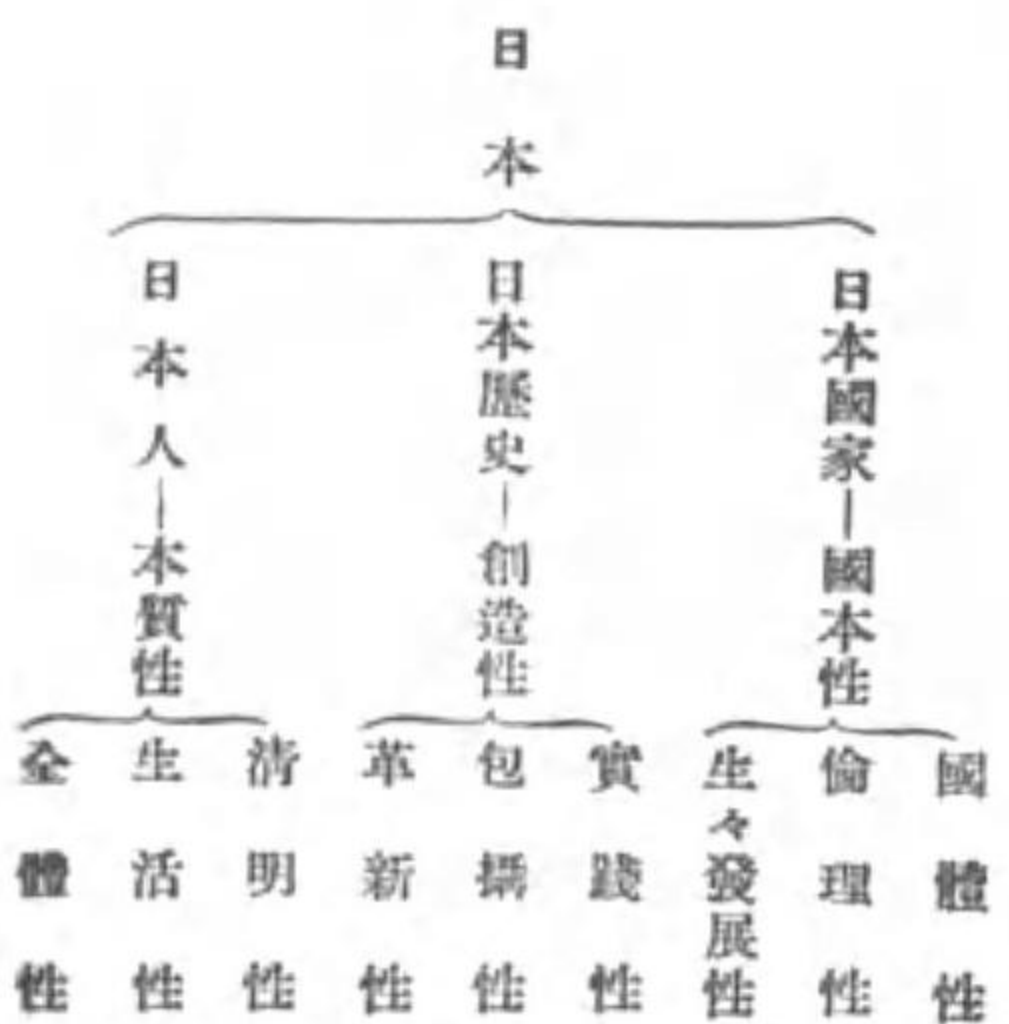 日本
日本國家―國本性
國體性
倫理性
生々發展性
日本歷史―創造性
實踐性
包攝性
革新性
日本人―本質性
清明性
生活性
全體性